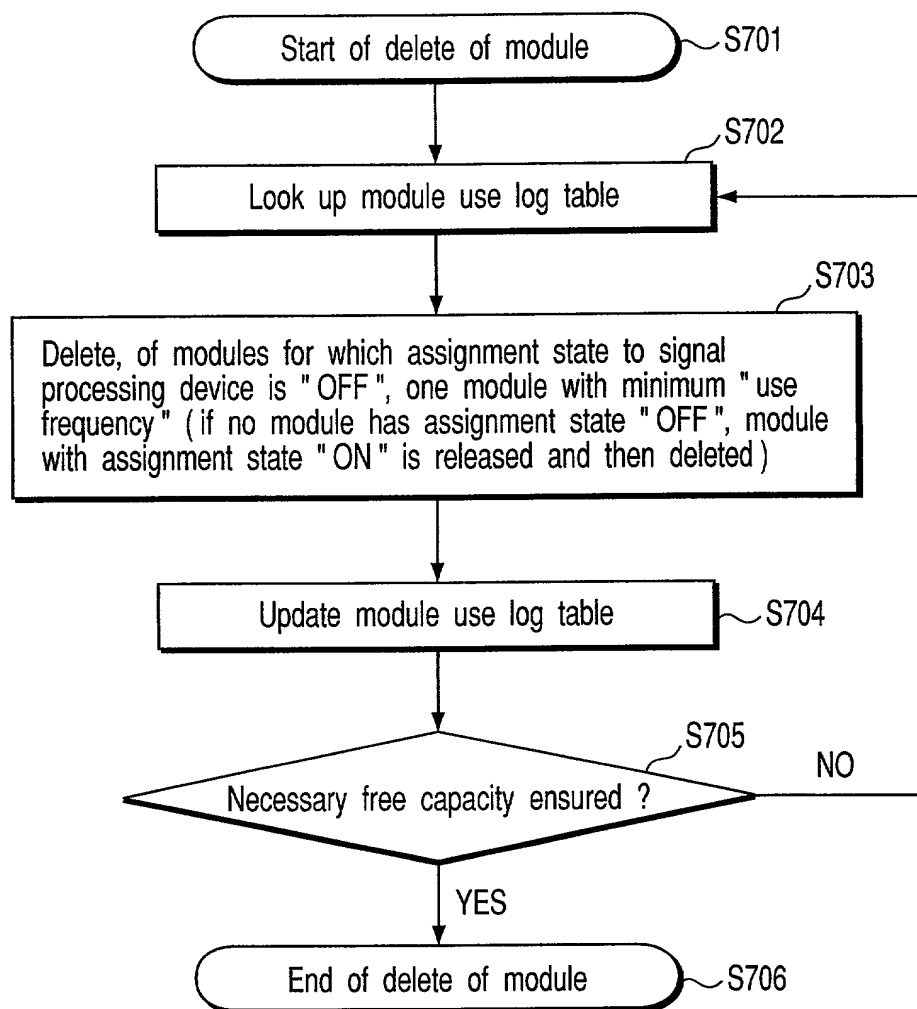 Start of delete of module
S701
S702
Look up module use log table
S703
Delete, of modules for which assignment state to signal
processing device is "OFF", one module with minimum "use
frequency" (if no module has assignment state "OFF", module
with assignment state "ON" is released and then deleted)
Update module use log table
S704
S705
Necessary free capacity ensured ?
NO
YES
End of delete of module
S706